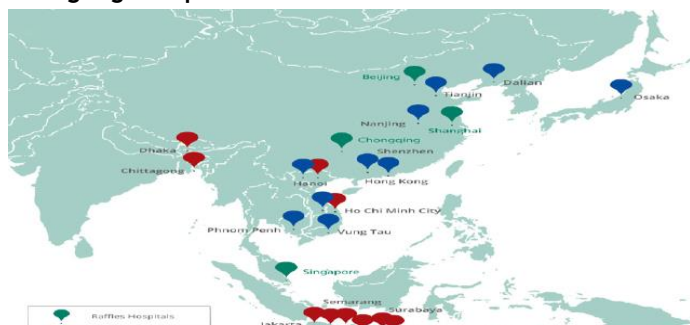 Beijing
Dalian
Tianjin
Osaka
Nanjing
Shanghai
Chongqing
Dhaka
Shenzhen
Chittagong
Hanoi
Hong Kong
Ho Chi Minh City
Phnom Penh
Vung Tau
Singapore
Semarang
Surabaya
Raffles Hospitals
Jakarta